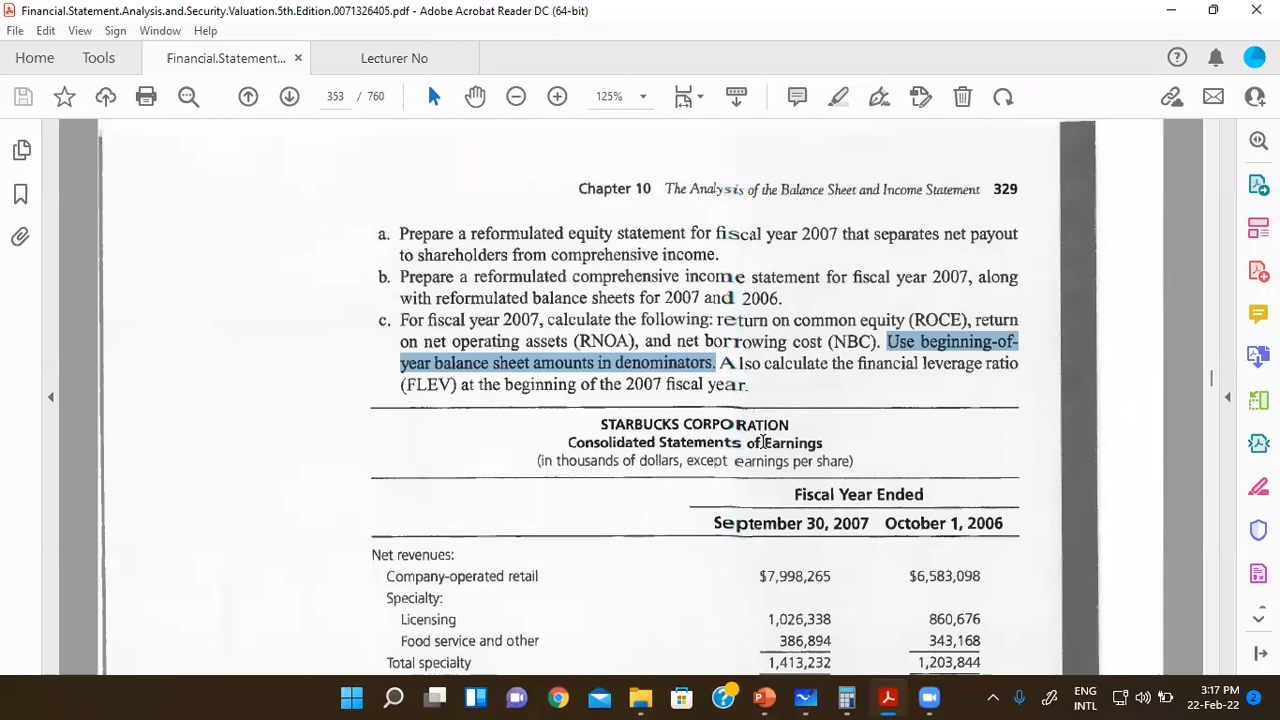 Financial.Statement.Analysis.and.Security.Valuation.5th.Edition.0071326405.pdf - Adobe Acrobat Reader DC (64-bit)
File Edit View Sign Window Help
Home Tools Financial.Statement... × Lecturer No
353 / 760 125%
Chapter 10 The Analysis of the Balance Sheet and Income Statement 329
a. Prepare a reformulated equity statement for fiscal year 2007 that separates net payout
to shareholders from comprehensive income.
b. Prepare a reformulated comprehensive income statement for fiscal year 2007, along
with reformulated balance sheets for 2007 and 2006.
c. For fiscal year 2007, calculate the following: return on common equity (ROCE), return
on net operating assets (RNOA), and net borrowing cost (NBC). Use beginning-of-
year balance sheet amounts in denominators. Also calculate the financial leverage ratio
(FLEV) at the beginning of the 2007 fiscal year.
STARBUCKS CORPORATION
Consolidated Statements of Earnings
(in thousands of dollars, except earnings per share)
Fiscal Year Ended
September 30, 2007 October 1, 2006
Net revenues:
Company-operated retail $7,998,265 $6,583,098
Specialty:
Licensing 1,026,338 860,676
Food service and other 386,894 343,168
Total specialty 1,413,232 1,203,844
ENG
INTL
3:17 PM
22-Feb-22
2